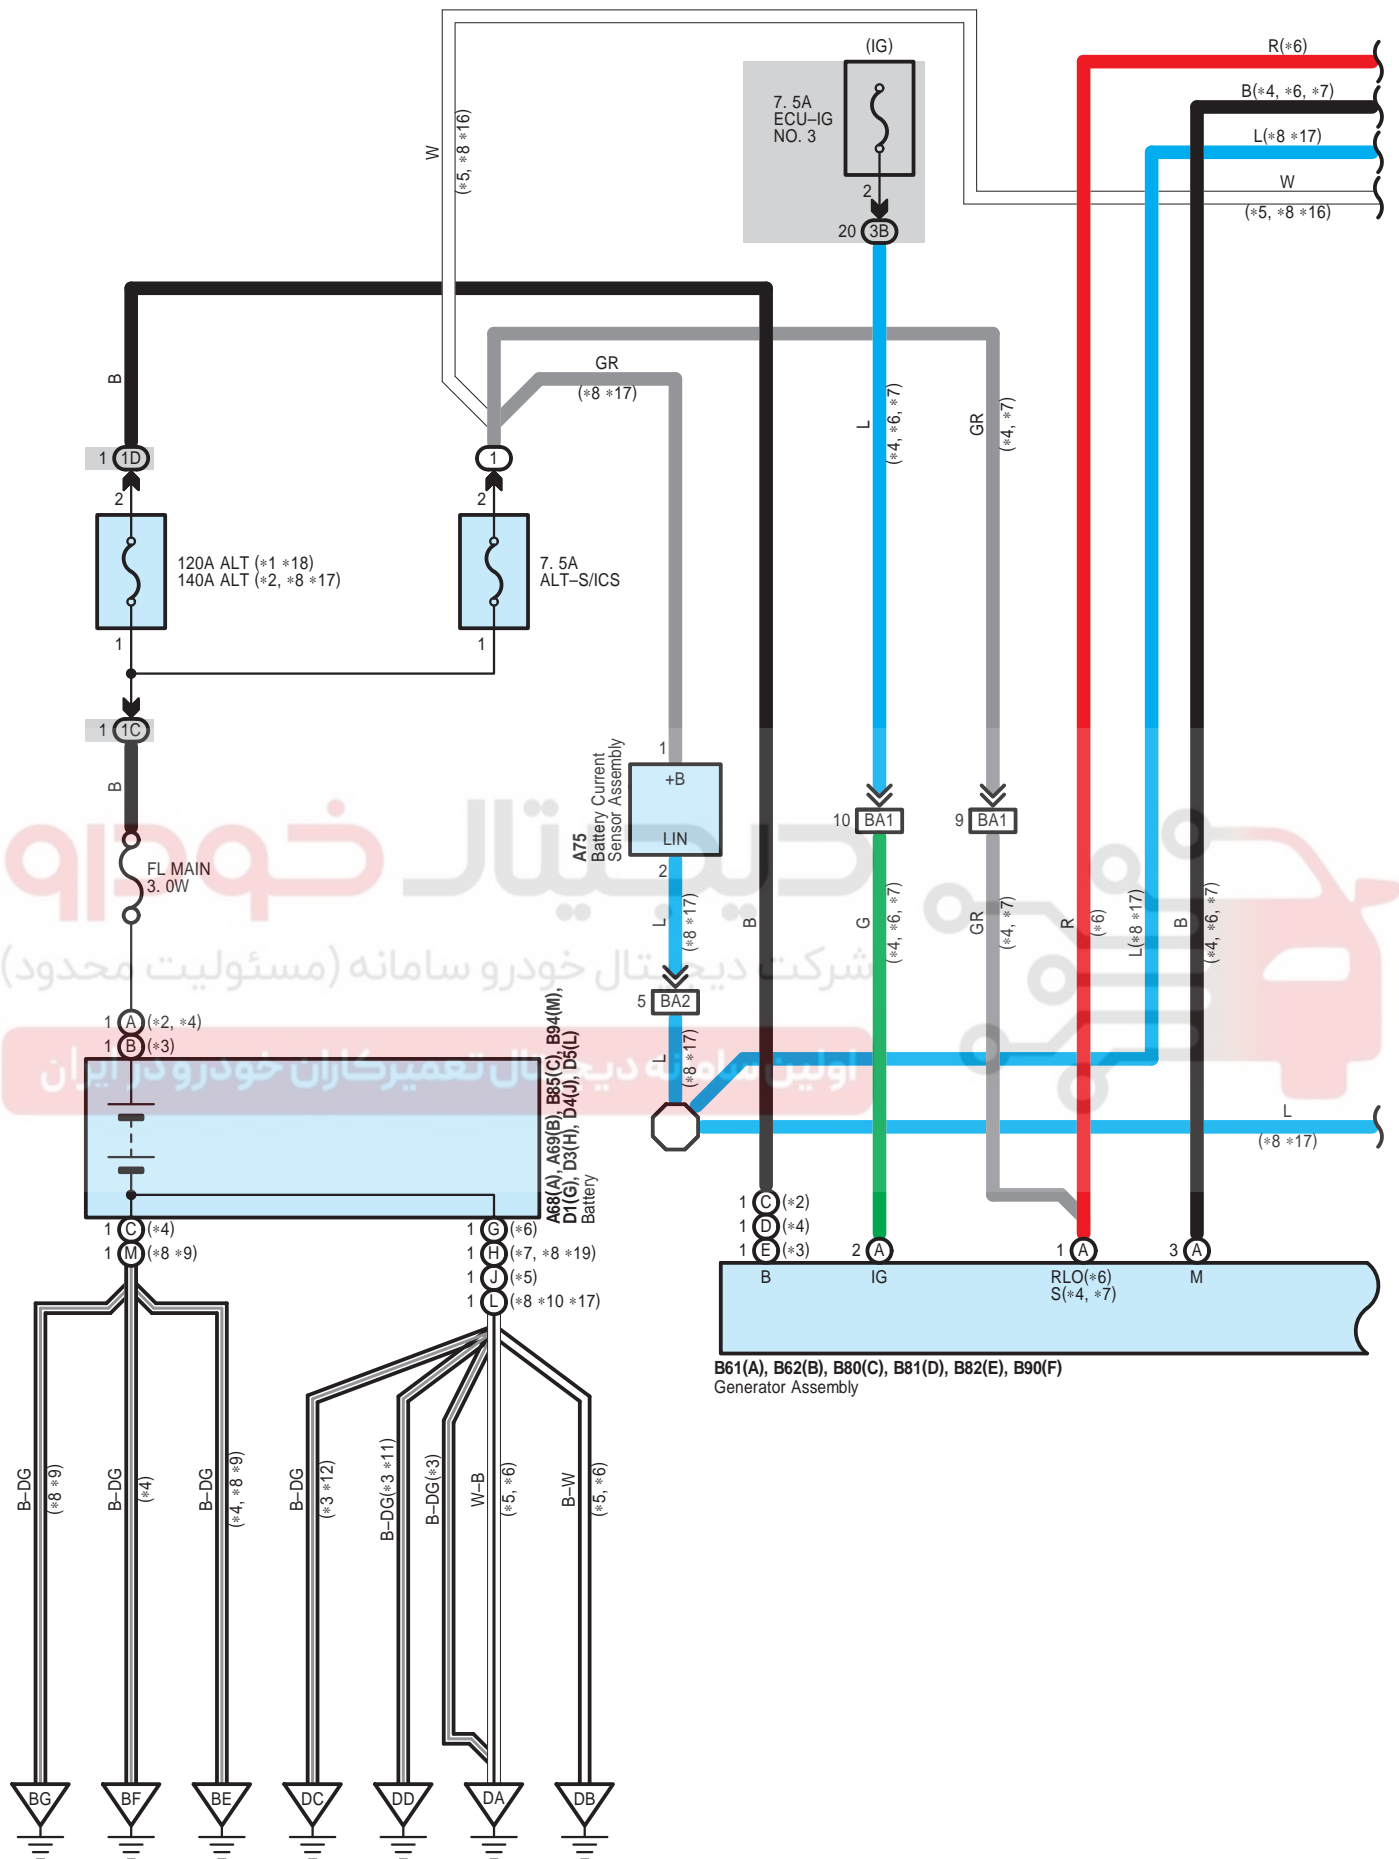 R(*6)
B(*4, *6, *7)
L(*8 *17)
W
(*5, *8 *16)
(IG)
7. 5A
ECU-IG
NO. 3
2
20 3B
W
(*5, *8 *16)
B
GR
(*8 *17)
L
(*4, *6, *7)
GR
(*4, *7)
1 1D
1
2
2
120A ALT (*1 *18)
140A ALT (*2, *8 *17)
7. 5A
ALT-S/ICS
1
1
1 1C
B
FL MAIN
3. 0W
1
+B
LIN
2
A75
Battery Current
Sensor Assembly
10 BA1
9 BA1
دیجیتال خودرو
شرکت دیجیتال خودرو سامانه (مسئولیت محدود)
اولین سامانه دیجیتال تعمیرکاران خودرو در ایران
L
(*8 *17)
B
G
(*4, *6, *7)
GR
(*4, *7)
R
(*6)
L(*8 *17)
B
(*4, *6, *7)
5 BA2
L
(*8 *17)
L
(*8 *17)
1 A (*2, *4)
1 B (*3)
A68(A), A69(B), B85(C), B94(M),
D1(G), D3(H), D4(J), D5(L)
Battery
1 C (*4)
1 M (*8 *9)
1 G (*6)
1 H (*7, *8 *19)
1 J (*5)
1 L (*8 *10 *17)
1 C (*2)
1 D (*4)
1 E (*3)
2 A
1 A
3 A
B
IG
RLO(*6)
S(*4, *7)
M
B61(A), B62(B), B80(C), B81(D), B82(E), B90(F)
Generator Assembly
B-DG
(*8 *9)
B-DG
(*4)
B-DG
(*4, *8 *9)
B-DG
(*3 *12)
B-DG(*3 *11)
B-DG(*3)
W-B
(*5, *6)
B-W
(*5, *6)
BG
BF
BE
DC
DD
DA
DB